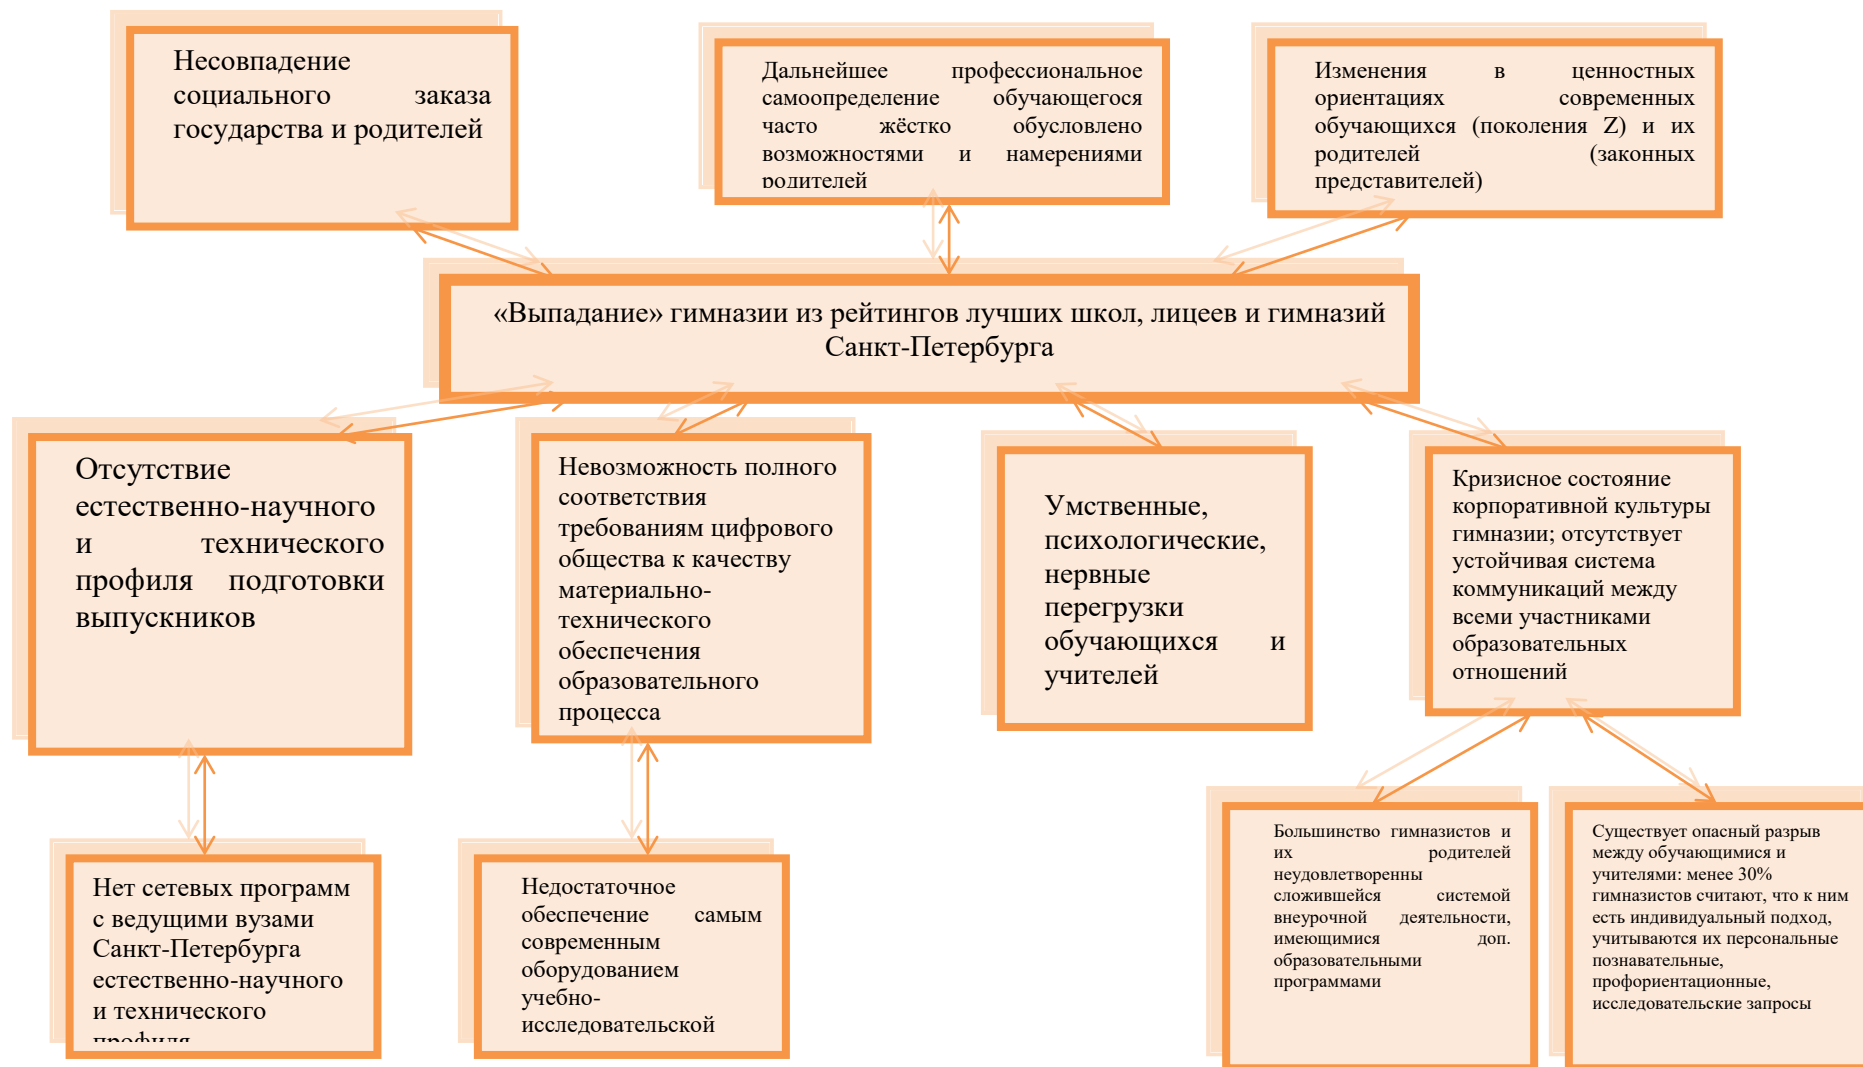 Несовпадение
социального заказа
государства и родителей
Дальнейшее профессиональное
самоопределение обучающегося
часто жёстко обусловлено
возможностями и намерениями
родителей
Изменения в ценностных
ориентациях современных
обучающихся (поколения Z) и их
родителей (законных
представителей)
«Выпадание» гимназии из рейтингов лучших школ, лицеев и гимназий
Санкт-Петербурга
Отсутствие
естественно-научного
и технического
профиля подготовки
выпускников
Невозможность полного
соответствия
требованиям цифрового
общества к качеству
материально-
технического
обеспечения
образовательного
процесса
Умственные,
психологические,
нервные
перегрузки
обучающихся и
учителей
Кризисное состояние
корпоративной культуры
гимназии; отсутствует
устойчивая система
коммуникаций между
всеми участниками
образовательных
отношений
Нет сетевых программ
с ведущими вузами
Санкт-Петербурга
естественно-научного
и технического
профиля
Недостаточное
обеспечение самым
современным
оборудованием
учебно-
исследовательской
Большинство гимназистов и
их родителей
неудовлетворенны
сложившейся системой
внеурочной деятельности,
имеющимися доп.
образовательными
программами
Существует опасный разрыв
между обучающимися и
учителями: менее 30%
гимназистов считают, что к ним
есть индивидуальный подход,
учитываются их персональные
познавательные,
профориентационные,
исследовательские запросы